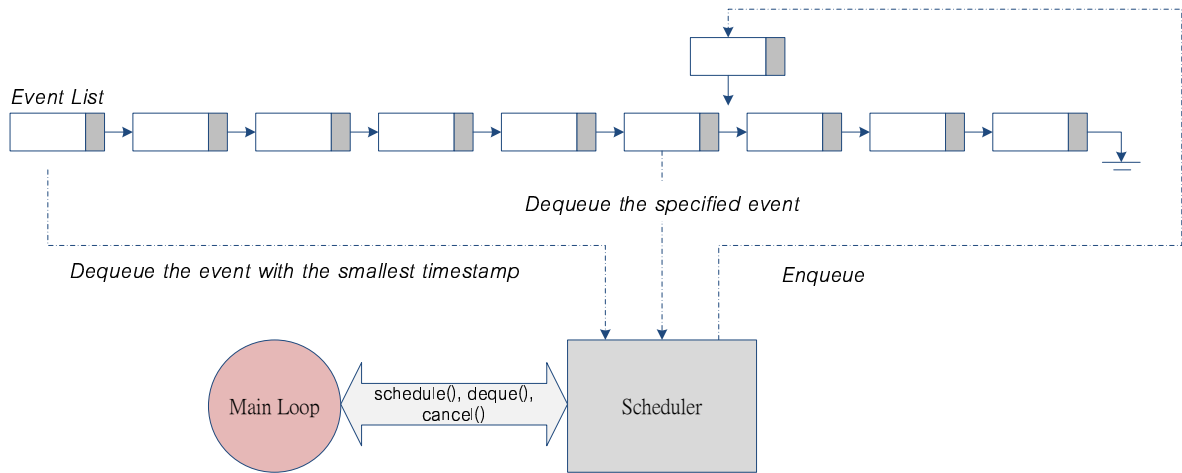 Event List
Dequeue the specified event
Dequeue the event with the smallest timestamp
Enqueue
Main Loop
schedule(), deque(),
cancel()
Scheduler